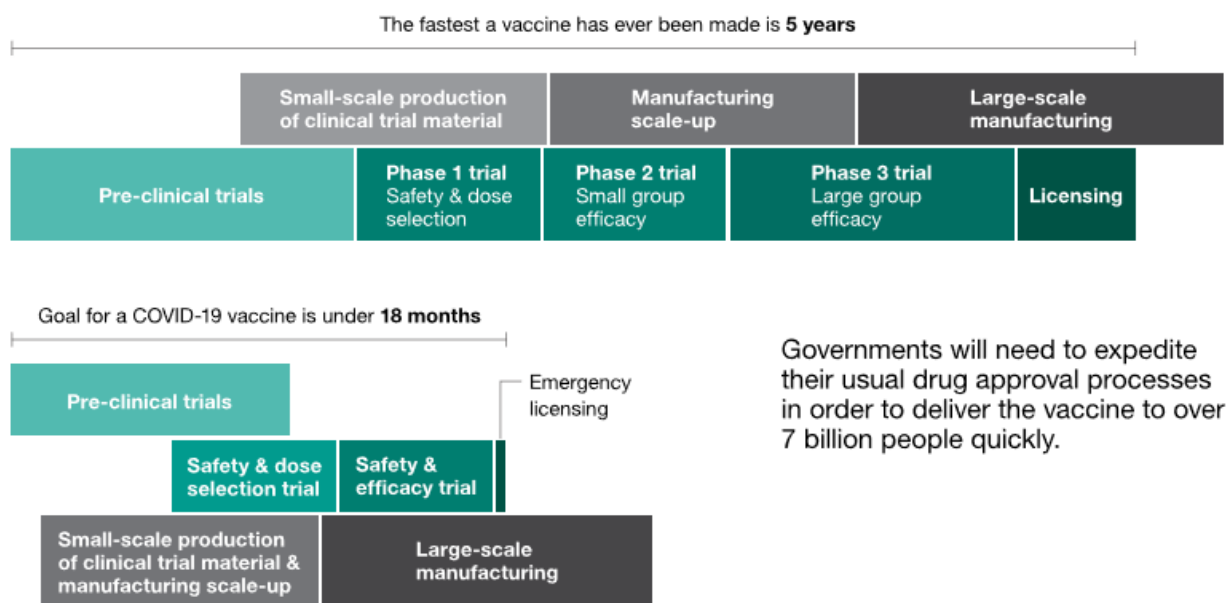 The fastest a vaccine has ever been made is 5 years
Small-scale production
of clinical trial material
Manufacturing
scale-up
Large-scale
manufacturing
Pre-clinical trials
Phase 1 trial
Safety & dose
selection
Phase 2 trial
Small group
efficacy
Phase 3 trial
Large group
efficacy
Licensing
Goal for a COVID-19 vaccine is under 18 months
Pre-clinical trials
Emergency
licensing
Safety & dose
selection trial
Safety &
efficacy trial
Small-scale production
of clinical trial material &
manufacturing scale-up
Large-scale
manufacturing
Governments will need to expedite
their usual drug approval processes
in order to deliver the vaccine to over
7 billion people quickly.